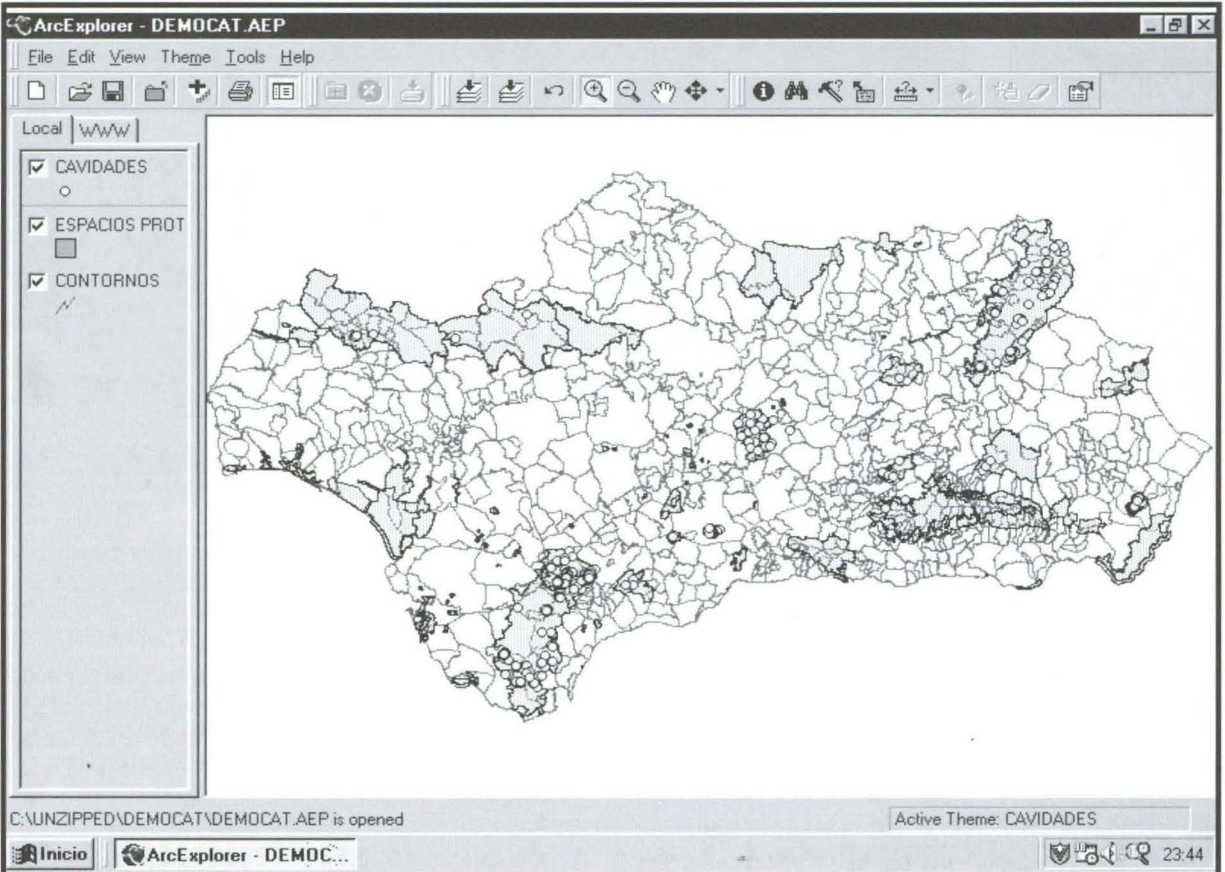 ArcExplorer - DEMOCAT.AEP
File Edit View Theme Tools Help
Local WWW
CAVIDADES
ESPACIOS PROT
CONTORNOS
C:\UNZIPPED\DEMOCAT\DEMOCAT.AEP is opened
Active Theme: CAVIDADES
Inicio ArcExplorer - DEMOC... 23:44